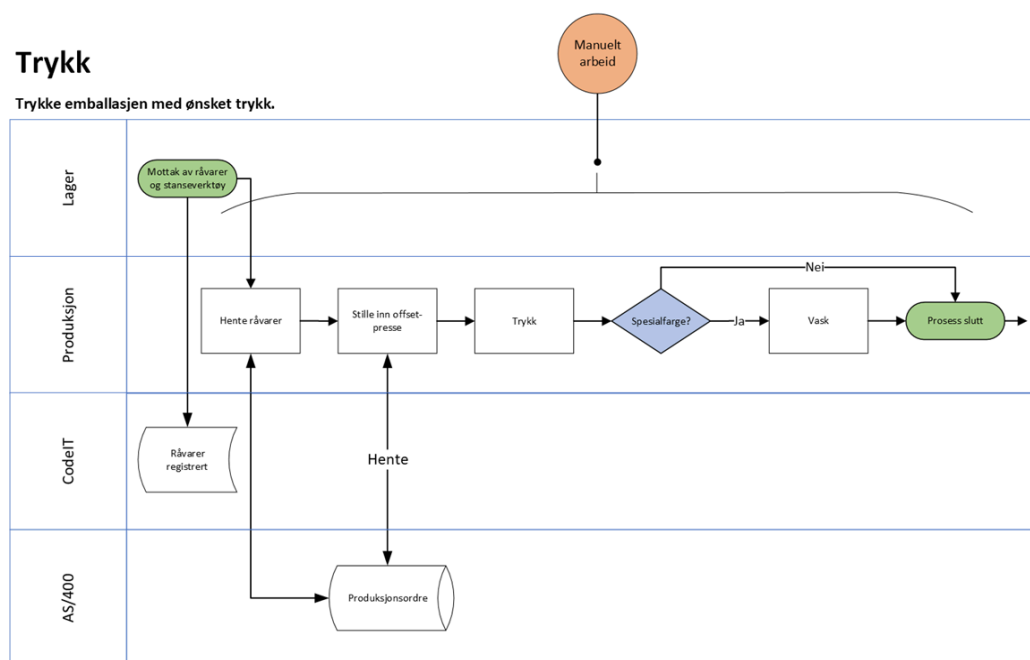 Manuelt
arbeid
Trykk
Trykke emballasjen med ønsket trykk.
Lager
Mottak av råvarer
og stanseverktøy
Produksjon
Hente råvarer
Stille inn offset-
presse
Trykk
Spesialfarge?
Nei
Ja
Vask
Prosess slutt
CodeIT
Råvarer
registrert
Hente
AS/400
Produksjonsordre